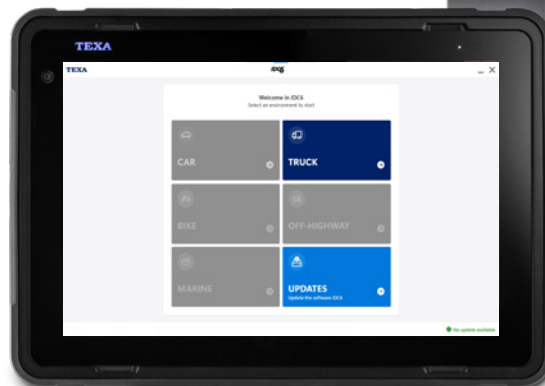 TEXA
TEXA
IDC6
Welcome in IDC6
Select an environment to start
CAR
TRUCK
BIKE
OFF-HIGHWAY
MARINE
UPDATES
Update the software IDC6
No update available